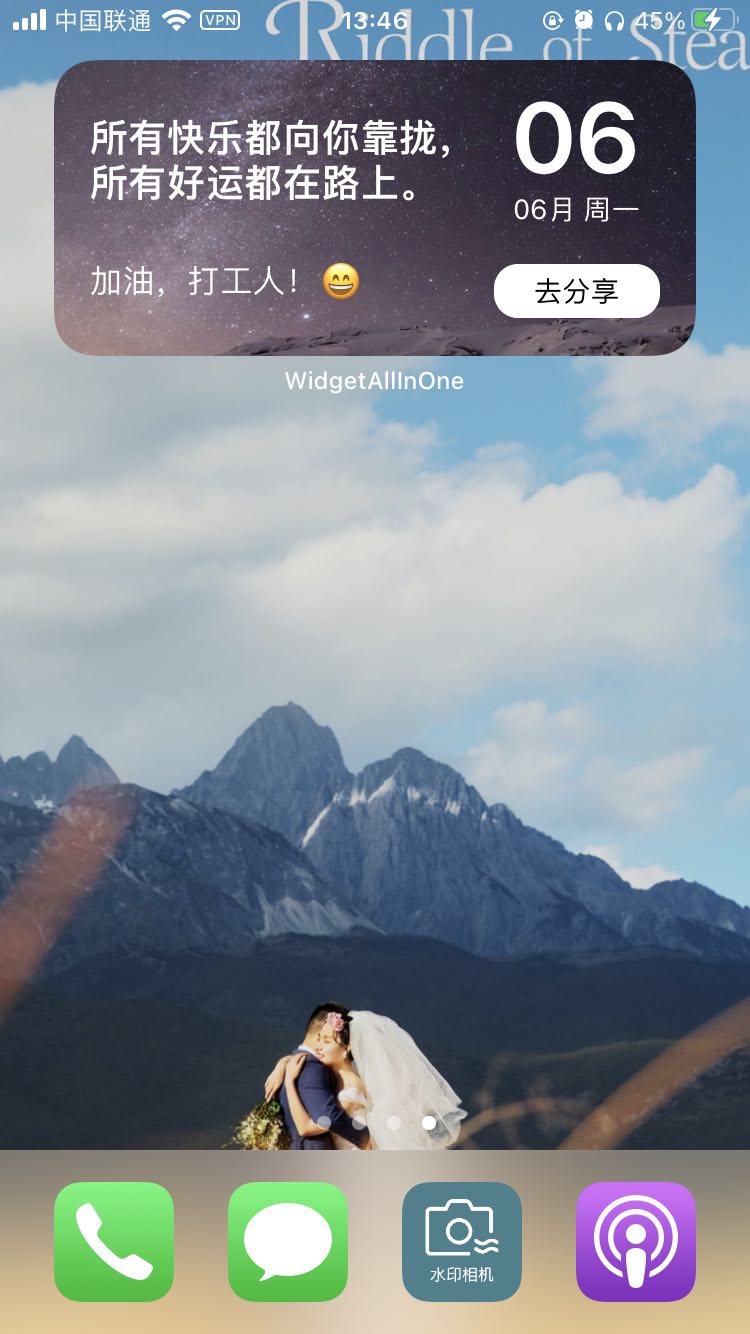 中国联通 VPN 13:46 45%
Riddle of Stea
所有快乐都向你靠拢，
所有好运都在路上。
加油，打工人！😄
06
06月 周一
去分享
WidgetAllInOne
水印相机